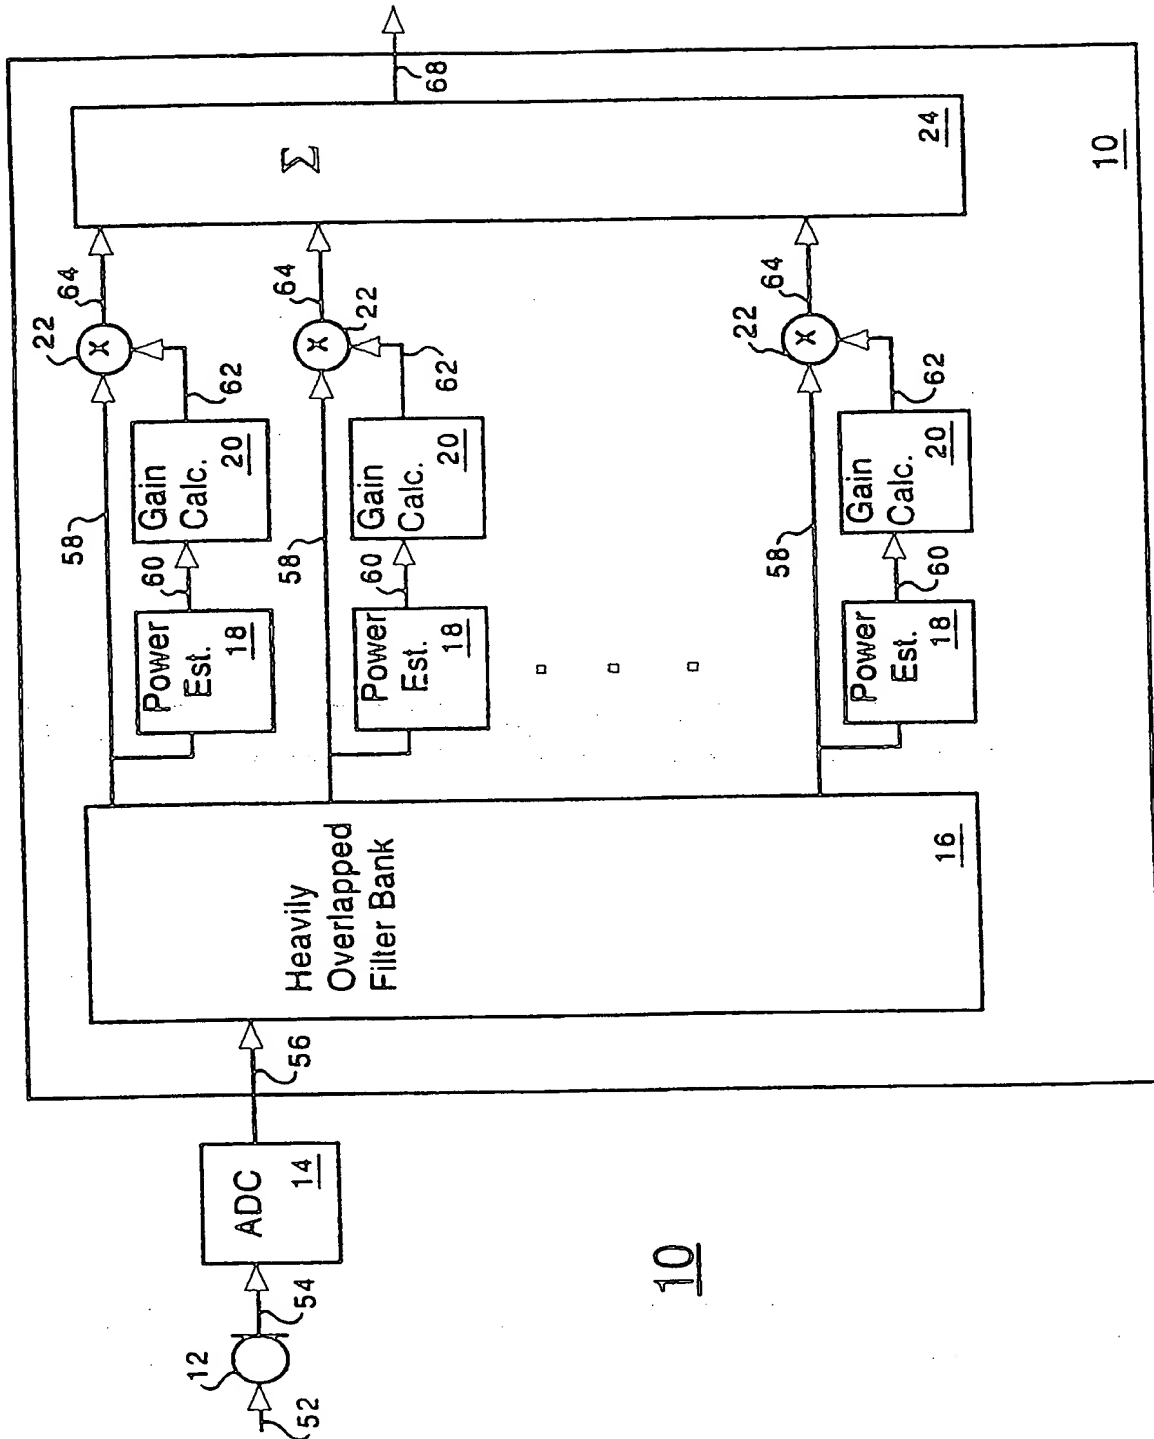 52
12
54
ADC
14
56
Heavily
Overlapped
Filter Bank
16
58
Power
Est.
18
60
Gain
Calc.
20
62
22
X
64
58
Power
Est.
18
60
Gain
Calc.
20
62
22
X
64
58
Power
Est.
18
60
Gain
Calc.
20
62
22
X
64
Σ
24
68
10
10